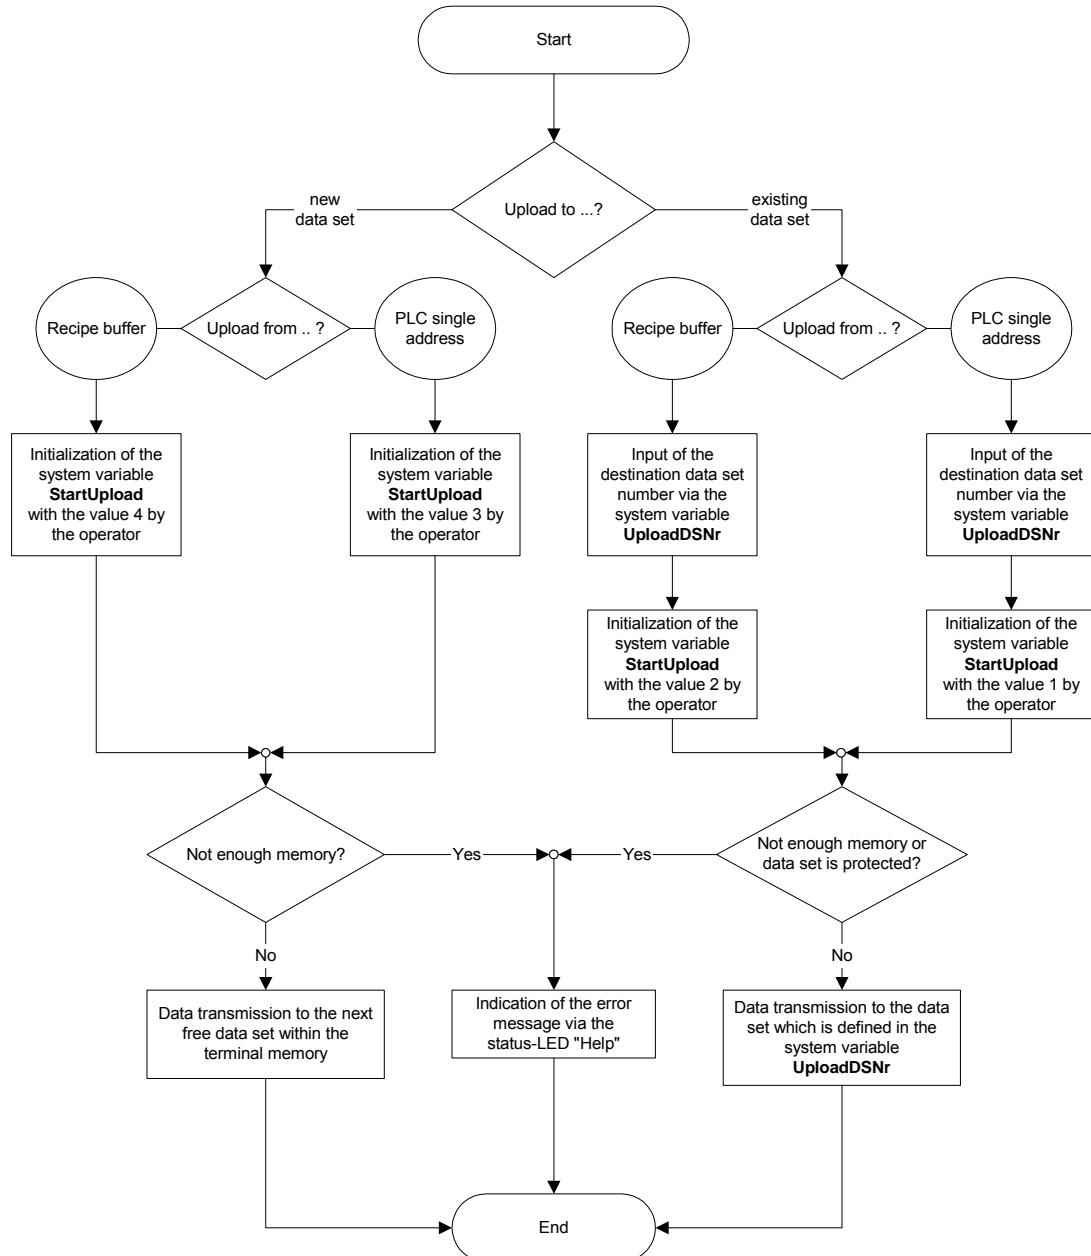 Start
Upload to ...?
new
data set
existing
data set
Recipe buffer
Upload from .. ?
PLC single
address
Recipe buffer
Upload from .. ?
PLC single
address
Initialization of the
system variable
StartUpload
with the value 4 by
the operator
Initialization of the
system variable
StartUpload
with the value 3 by
the operator
Input of the
destination data set
number via the
system variable
UploadDSNr
Input of the
destination data set
number via the
system variable
UploadDSNr
Initialization of the
system variable
StartUpload
with the value 2 by
the operator
Initialization of the
system variable
StartUpload
with the value 1 by
the operator
Not enough memory?
Yes
Yes
Not enough memory or
data set is protected?
No
No
Data transmission to the next
free data set within the
terminal memory
Indication of the error
message via the
status-LED "Help"
Data transmission to the data
set which is defined in the
system variable
UploadDSNr
End